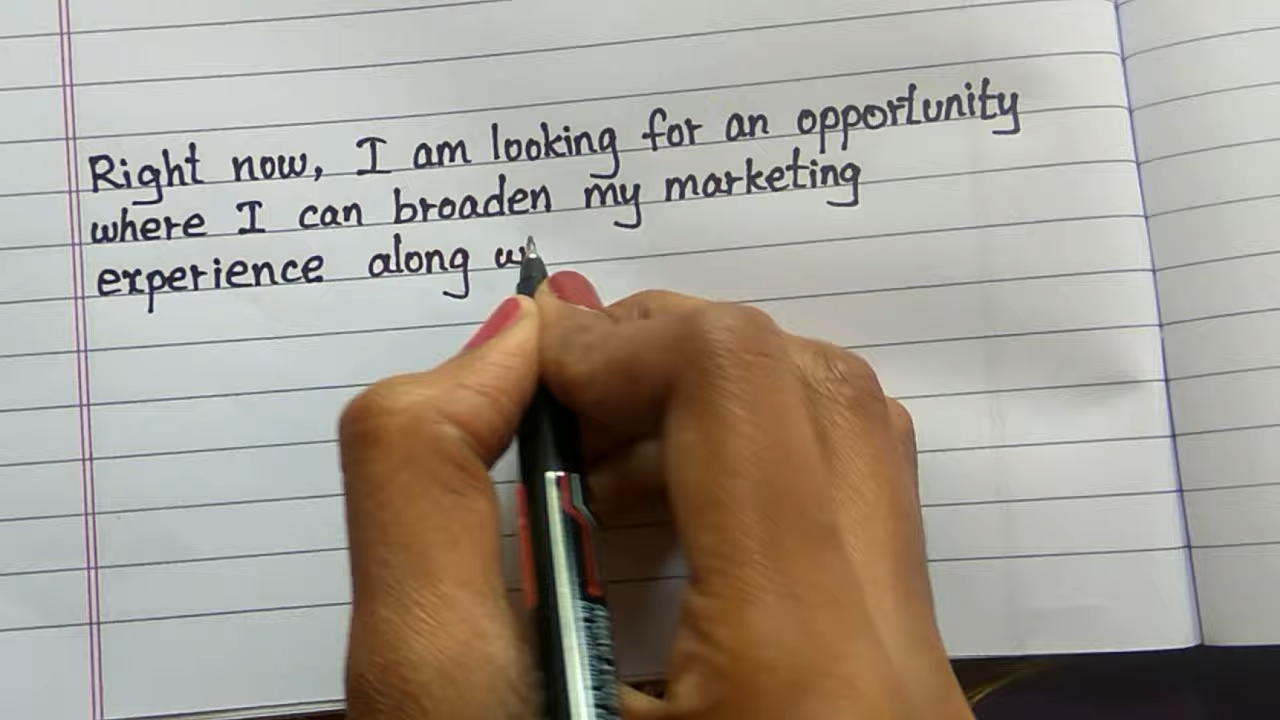 Right now, I am looking for an opportunity
where I can broaden my marketing
experience along